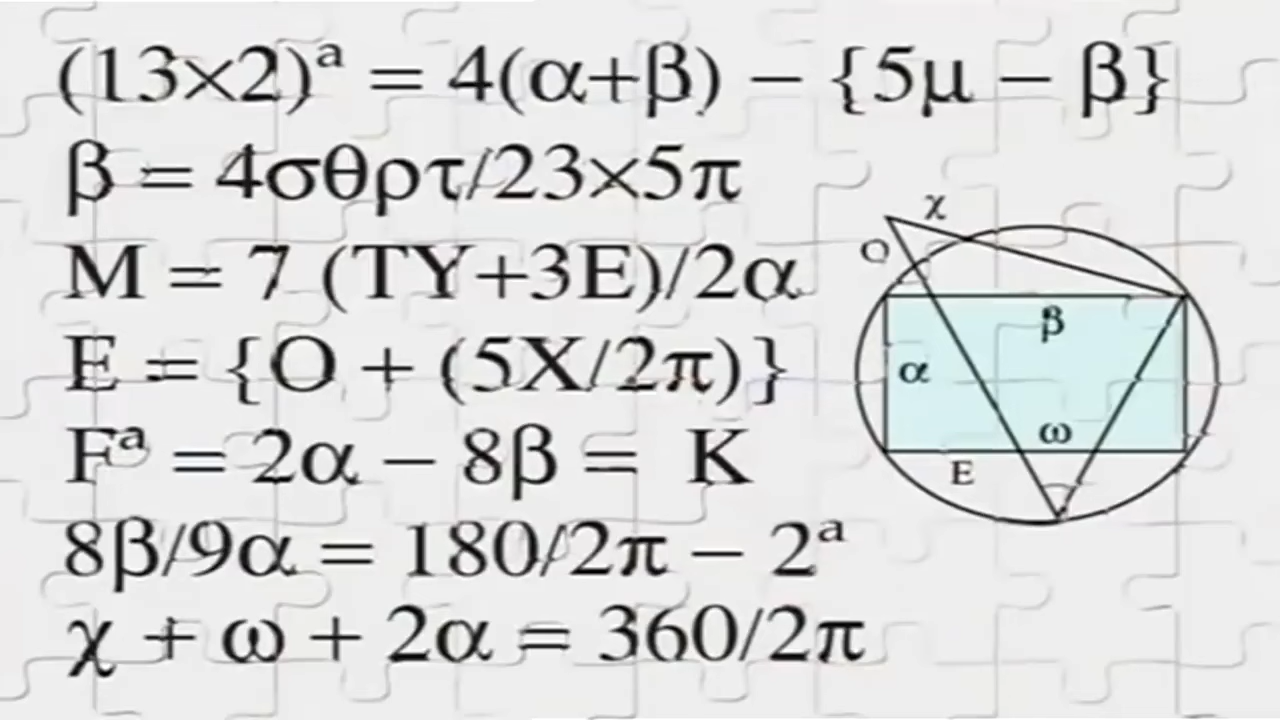 (13×2)ᵃ = 4(α+β) − {5μ − β}
β = 4σθρτ/23×5π
M = 7 (TY+3E)/2α
E = {O + (5X/2π)}
Fᵃ = 2α − 8β = K
8β/9α = 180/2π − 2ᵃ
χ + ω + 2α = 360/2π
χ
O
β
α
ω
E